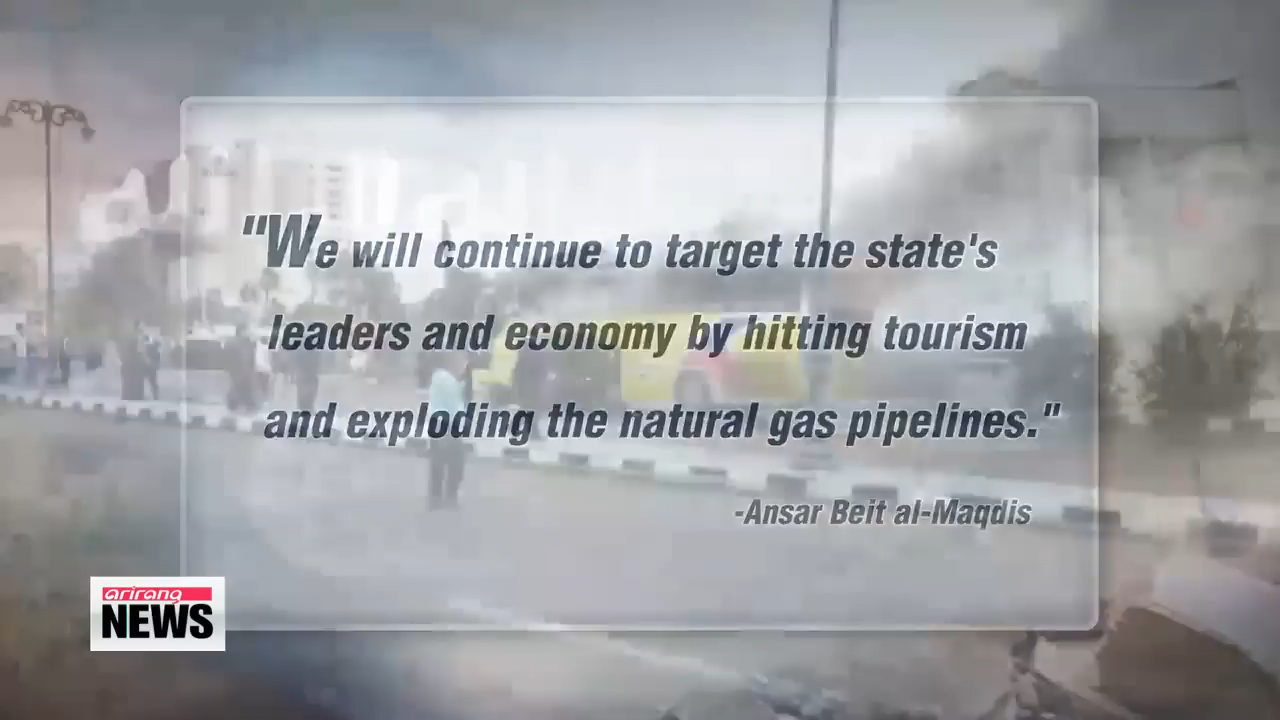 "We will continue to target the state's
leaders and economy by hitting tourism
and exploding the natural gas pipelines."
-Ansar Beit al-Maqdis
arirang
NEWS